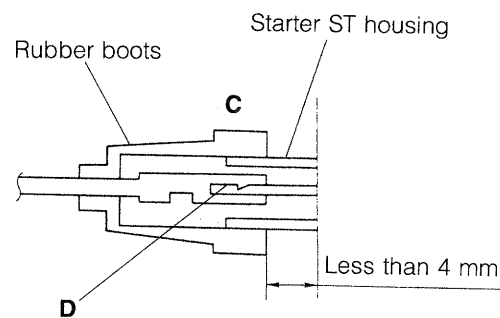 Starter ST housing
Rubber boots
C
Less than 4 mm
D